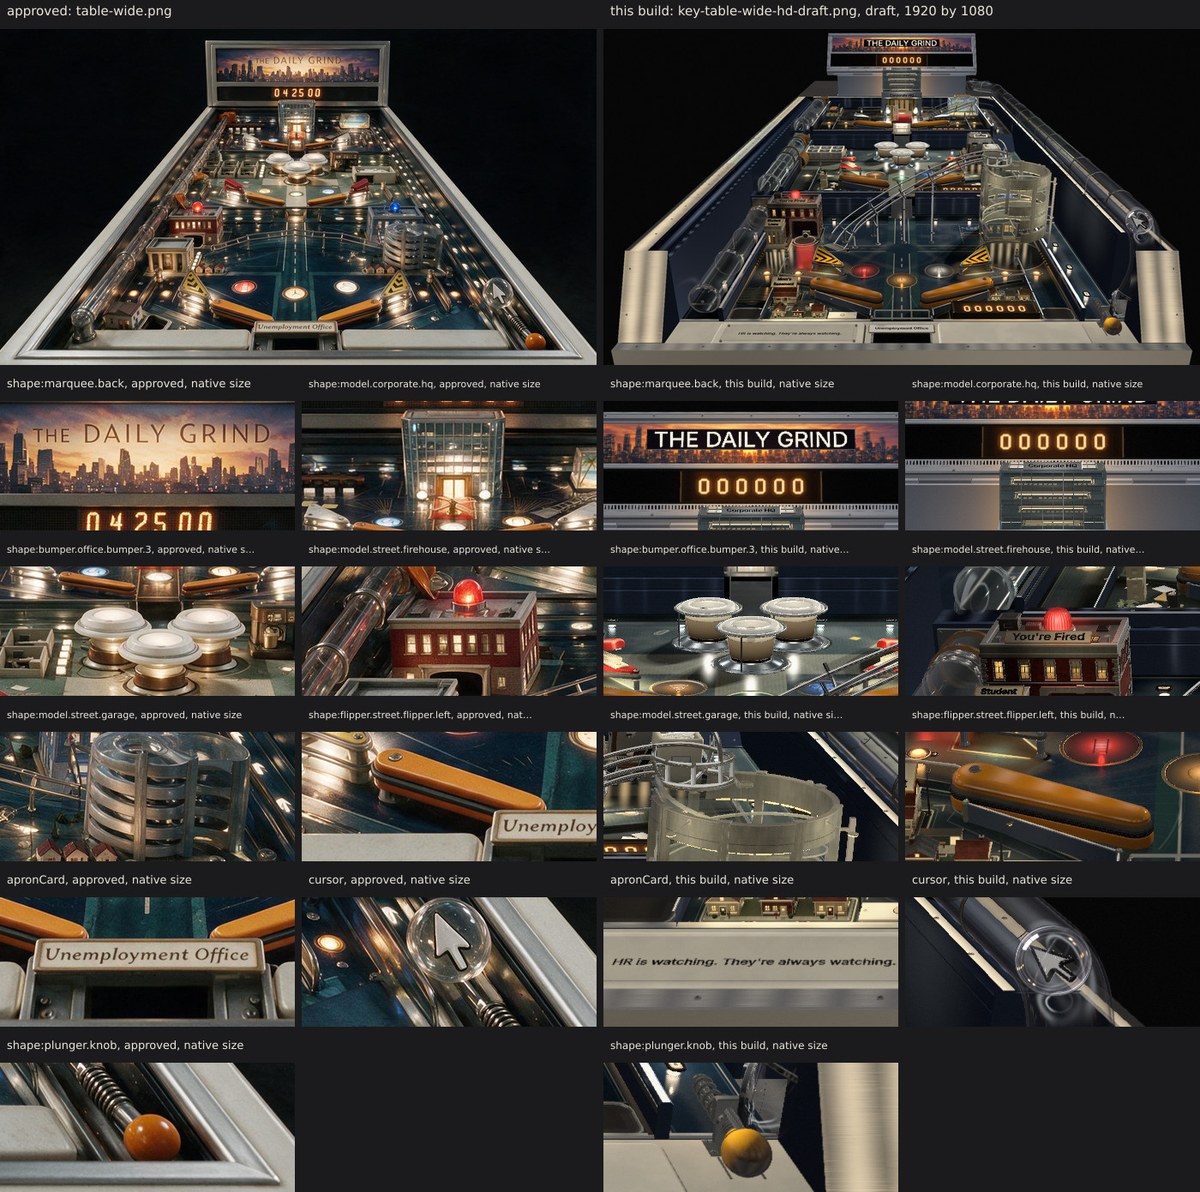 approved: table-wide.png
this build: key-table-wide-hd-draft.png, draft, 1920 by 1080
THE DAILY GRIND
042500
Unemployment Office
THE DAILY GRIND
000000
000000
HR is watching. They're always watching.
Unemployment Office
shape:marquee.back, approved, native size
shape:model.corporate.hq, approved, native size
shape:marquee.back, this build, native size
shape:model.corporate.hq, this build, native size
THE DAILY GRIND
042500
THE DAILY GRIND
000000
Corporate HQ
000000
Corporate HQ
shape:bumper.office.bumper.3, approved, native s...
shape:model.street.firehouse, approved, native s...
shape:bumper.office.bumper.3, this build, native...
shape:model.street.firehouse, this build, native...
You're Fired
Student
shape:model.street.garage, approved, native size
shape:flipper.street.flipper.left, approved, nat...
shape:model.street.garage, this build, native si...
shape:flipper.street.flipper.left, this build, n...
Unemploy
apronCard, approved, native size
cursor, approved, native size
apronCard, this build, native size
cursor, this build, native size
Unemployment Office
HR is watching. They're always watching.
shape:plunger.knob, approved, native size
shape:plunger.knob, this build, native size